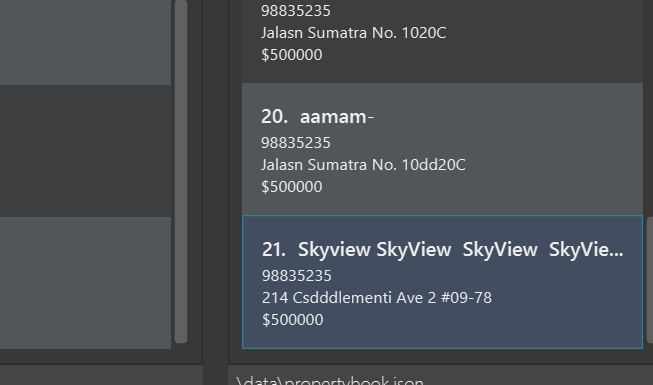 98835235
Jalasn Sumatra No. 1020C
$500000
20. aamam-
98835235
Jalasn Sumatra No. 10dd20C
$500000
21. Skyview SkyView SkyView SkyVie...
98835235
214 Csdddlementi Ave 2 #09-78
$500000
\data\propertybook.json